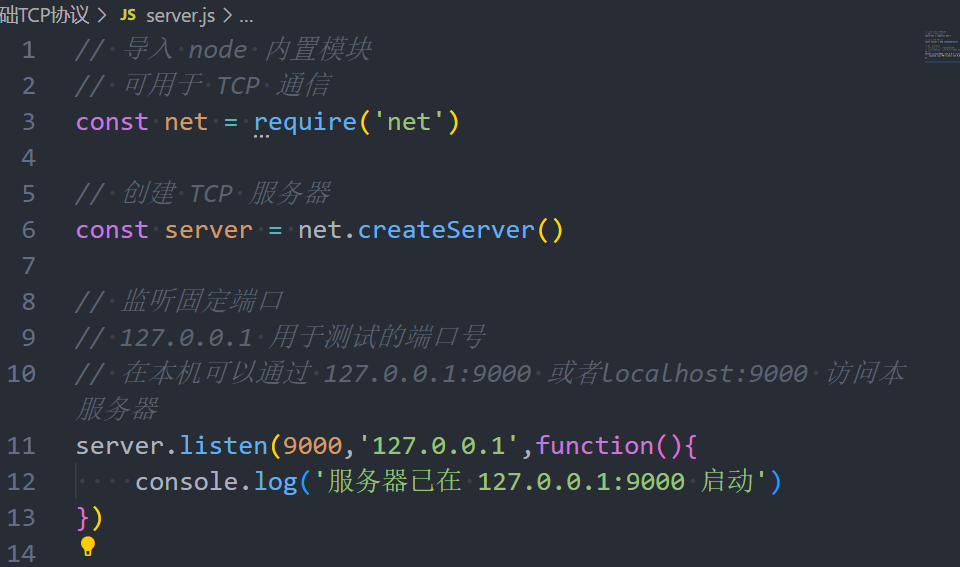 础TCP协议 > JS server.js > ...
1 // 导入 node 内置模块
2 // 可用于 TCP 通信
3 const net = require('net')
4
5 // 创建 TCP 服务器
6 const server = net.createServer()
7
8 // 监听固定端口
9 // 127.0.0.1 用于测试的端口号
10 // 在本机可以通过 127.0.0.1:9000 或者localhost:9000 访问本
服务器
11 server.listen(9000,'127.0.0.1',function(){
12 console.log('服务器已在 127.0.0.1:9000 启动')
13 })
14